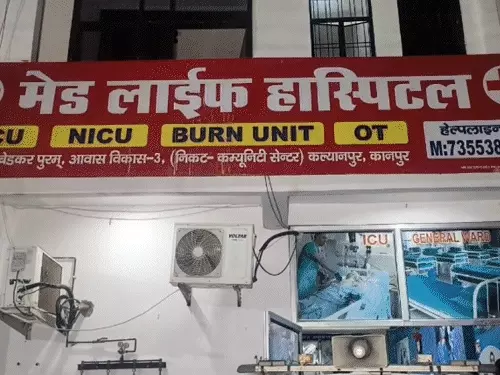 मेड लाईफ हास्पिटल
CU NICU BURN UNIT OT
हेल्पलाइन
M:735538
बेडकर पुरम्, आवास विकास-3, (निकट- कम्यूनिटी सेन्टर) कल्यानपुर, कानपुर
VOLTAS
ICU GENERAL WARD